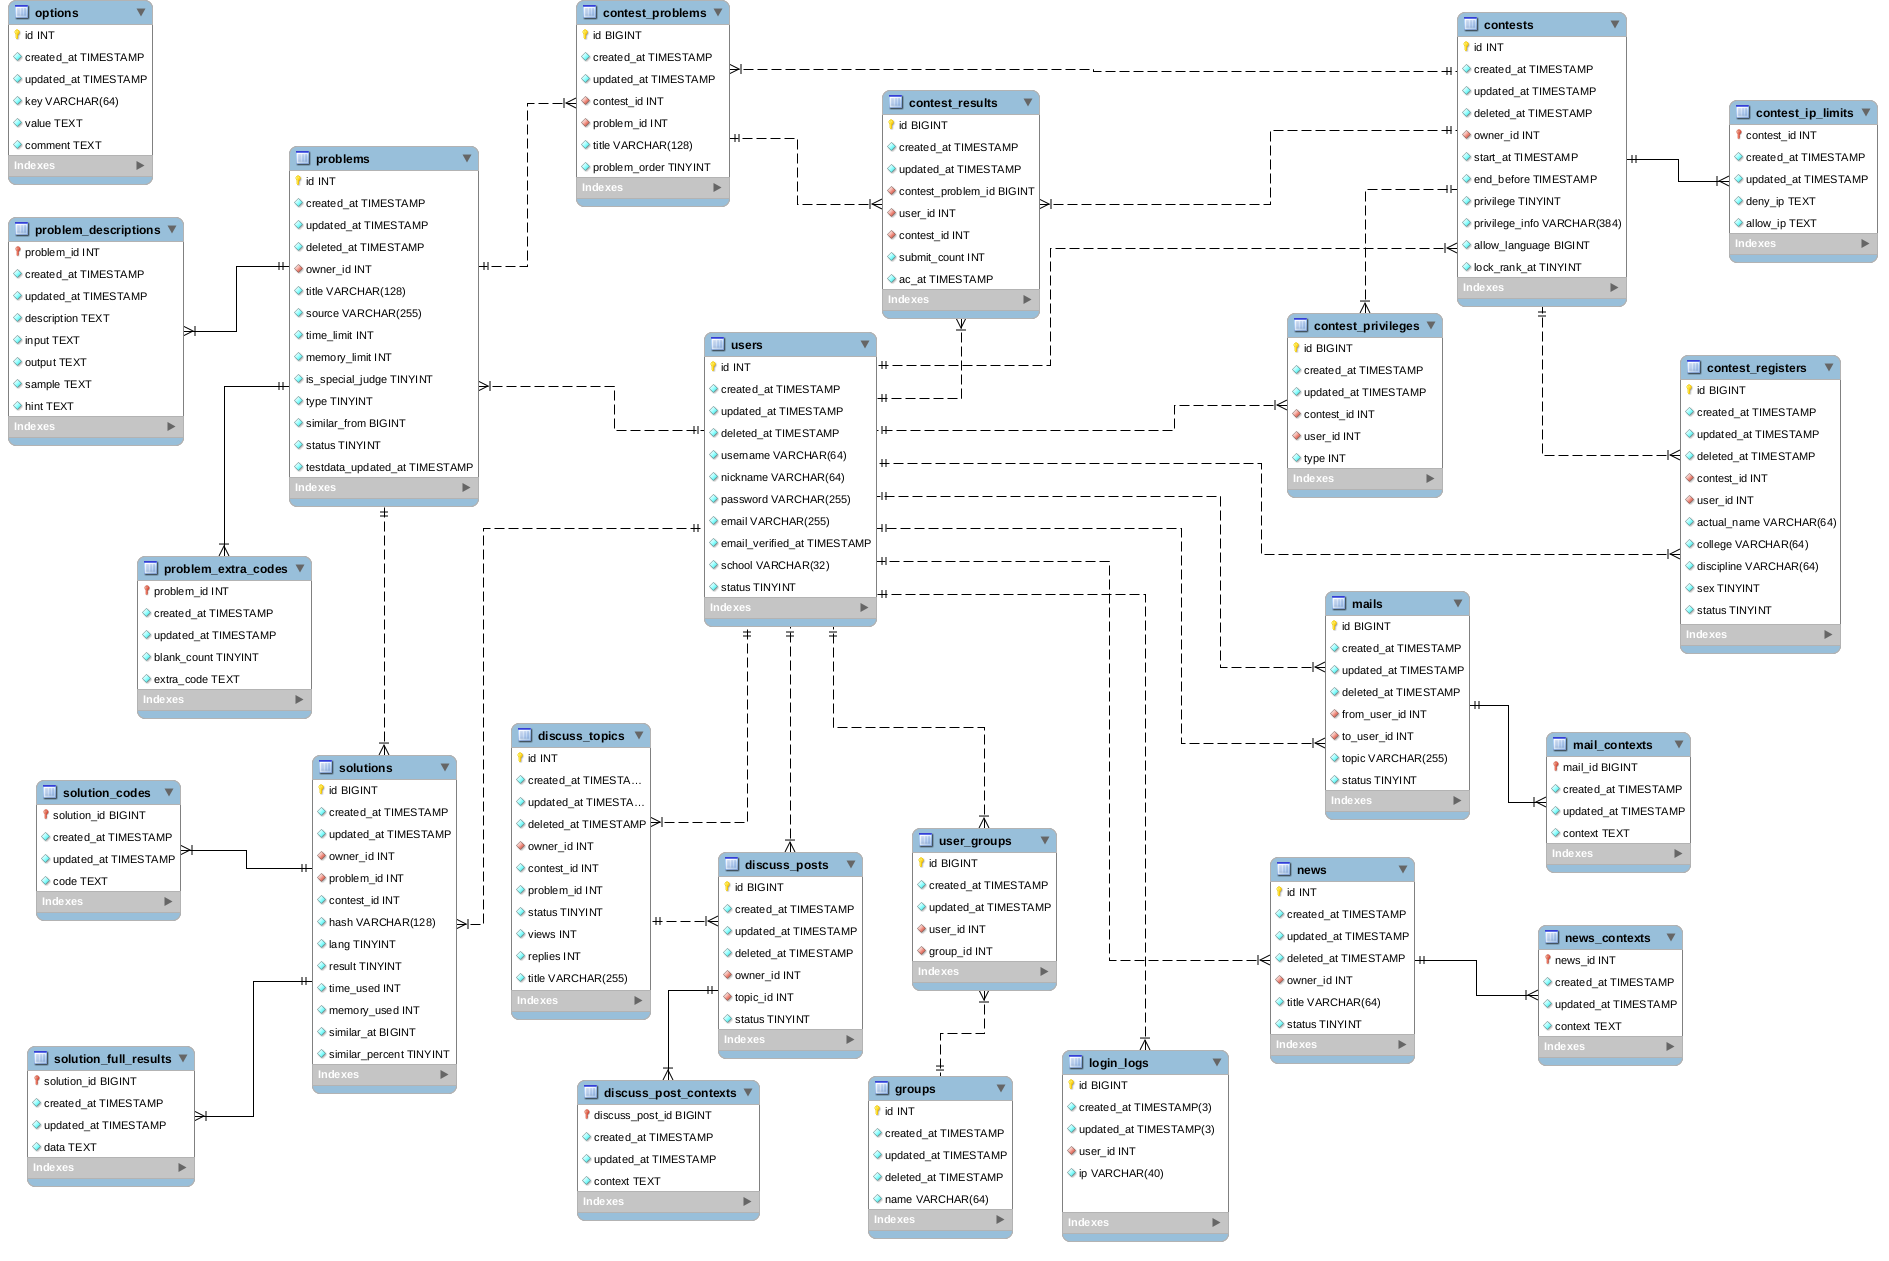 options
id INT
created_at TIMESTAMP
updated_at TIMESTAMP
key VARCHAR(64)
value TEXT
comment TEXT
Indexes
contest_problems
id BIGINT
created_at TIMESTAMP
updated_at TIMESTAMP
contest_id INT
problem_id INT
title VARCHAR(128)
problem_order TINYINT
Indexes
contests
id INT
created_at TIMESTAMP
updated_at TIMESTAMP
deleted_at TIMESTAMP
owner_id INT
start_at TIMESTAMP
end_before TIMESTAMP
privilege TINYINT
privilege_info VARCHAR(384)
allow_language BIGINT
lock_rank_at TINYINT
Indexes
contest_results
id BIGINT
created_at TIMESTAMP
updated_at TIMESTAMP
contest_problem_id BIGINT
user_id INT
contest_id INT
submit_count INT
ac_at TIMESTAMP
Indexes
contest_ip_limits
contest_id INT
created_at TIMESTAMP
updated_at TIMESTAMP
deny_ip TEXT
allow_ip TEXT
Indexes
problems
id INT
created_at TIMESTAMP
updated_at TIMESTAMP
deleted_at TIMESTAMP
owner_id INT
title VARCHAR(128)
source VARCHAR(255)
time_limit INT
memory_limit INT
is_special_judge TINYINT
type TINYINT
similar_from BIGINT
status TINYINT
testdata_updated_at TIMESTAMP
Indexes
problem_descriptions
problem_id INT
created_at TIMESTAMP
updated_at TIMESTAMP
description TEXT
input TEXT
output TEXT
sample TEXT
hint TEXT
Indexes
users
id INT
created_at TIMESTAMP
updated_at TIMESTAMP
deleted_at TIMESTAMP
username VARCHAR(64)
nickname VARCHAR(64)
password VARCHAR(255)
email VARCHAR(255)
email_verified_at TIMESTAMP
school VARCHAR(32)
status TINYINT
Indexes
contest_privileges
id BIGINT
created_at TIMESTAMP
updated_at TIMESTAMP
contest_id INT
user_id INT
type INT
Indexes
contest_registers
id BIGINT
created_at TIMESTAMP
updated_at TIMESTAMP
deleted_at TIMESTAMP
contest_id INT
user_id INT
actual_name VARCHAR(64)
college VARCHAR(64)
discipline VARCHAR(64)
sex TINYINT
status TINYINT
Indexes
problem_extra_codes
problem_id INT
created_at TIMESTAMP
updated_at TIMESTAMP
blank_count TINYINT
extra_code TEXT
Indexes
mails
id BIGINT
created_at TIMESTAMP
updated_at TIMESTAMP
deleted_at TIMESTAMP
from_user_id INT
to_user_id INT
topic VARCHAR(255)
status TINYINT
Indexes
mail_contexts
mail_id BIGINT
created_at TIMESTAMP
updated_at TIMESTAMP
context TEXT
Indexes
solutions
id BIGINT
created_at TIMESTAMP
updated_at TIMESTAMP
owner_id INT
problem_id INT
contest_id INT
hash VARCHAR(128)
lang TINYINT
result TINYINT
time_used INT
memory_used INT
similar_at BIGINT
similar_percent TINYINT
Indexes
solution_codes
solution_id BIGINT
created_at TIMESTAMP
updated_at TIMESTAMP
code TEXT
Indexes
discuss_topics
id INT
created_at TIMESTA...
updated_at TIMESTA...
deleted_at TIMESTAMP
owner_id INT
contest_id INT
problem_id INT
status TINYINT
views INT
replies INT
title VARCHAR(255)
Indexes
discuss_posts
id BIGINT
created_at TIMESTAMP
updated_at TIMESTAMP
deleted_at TIMESTAMP
owner_id INT
topic_id INT
status TINYINT
Indexes
user_groups
id BIGINT
created_at TIMESTAMP
updated_at TIMESTAMP
user_id INT
group_id INT
Indexes
news
id INT
created_at TIMESTAMP
updated_at TIMESTAMP
deleted_at TIMESTAMP
owner_id INT
title VARCHAR(64)
status TINYINT
Indexes
news_contexts
news_id INT
created_at TIMESTAMP
updated_at TIMESTAMP
context TEXT
Indexes
solution_full_results
solution_id BIGINT
created_at TIMESTAMP
updated_at TIMESTAMP
data TEXT
Indexes
discuss_post_contexts
discuss_post_id BIGINT
created_at TIMESTAMP
updated_at TIMESTAMP
context TEXT
Indexes
groups
id INT
created_at TIMESTAMP
updated_at TIMESTAMP
deleted_at TIMESTAMP
name VARCHAR(64)
Indexes
login_logs
id BIGINT
created_at TIMESTAMP(3)
updated_at TIMESTAMP(3)
user_id INT
ip VARCHAR(40)
Indexes